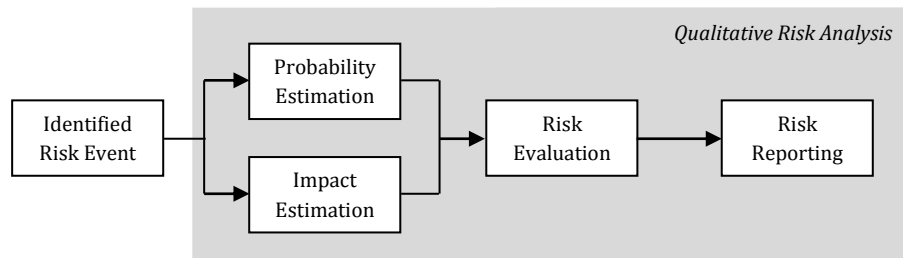 Qualitative Risk Analysis
Identified
Risk Event
Probability
Estimation
Impact
Estimation
Risk
Evaluation
Risk
Reporting